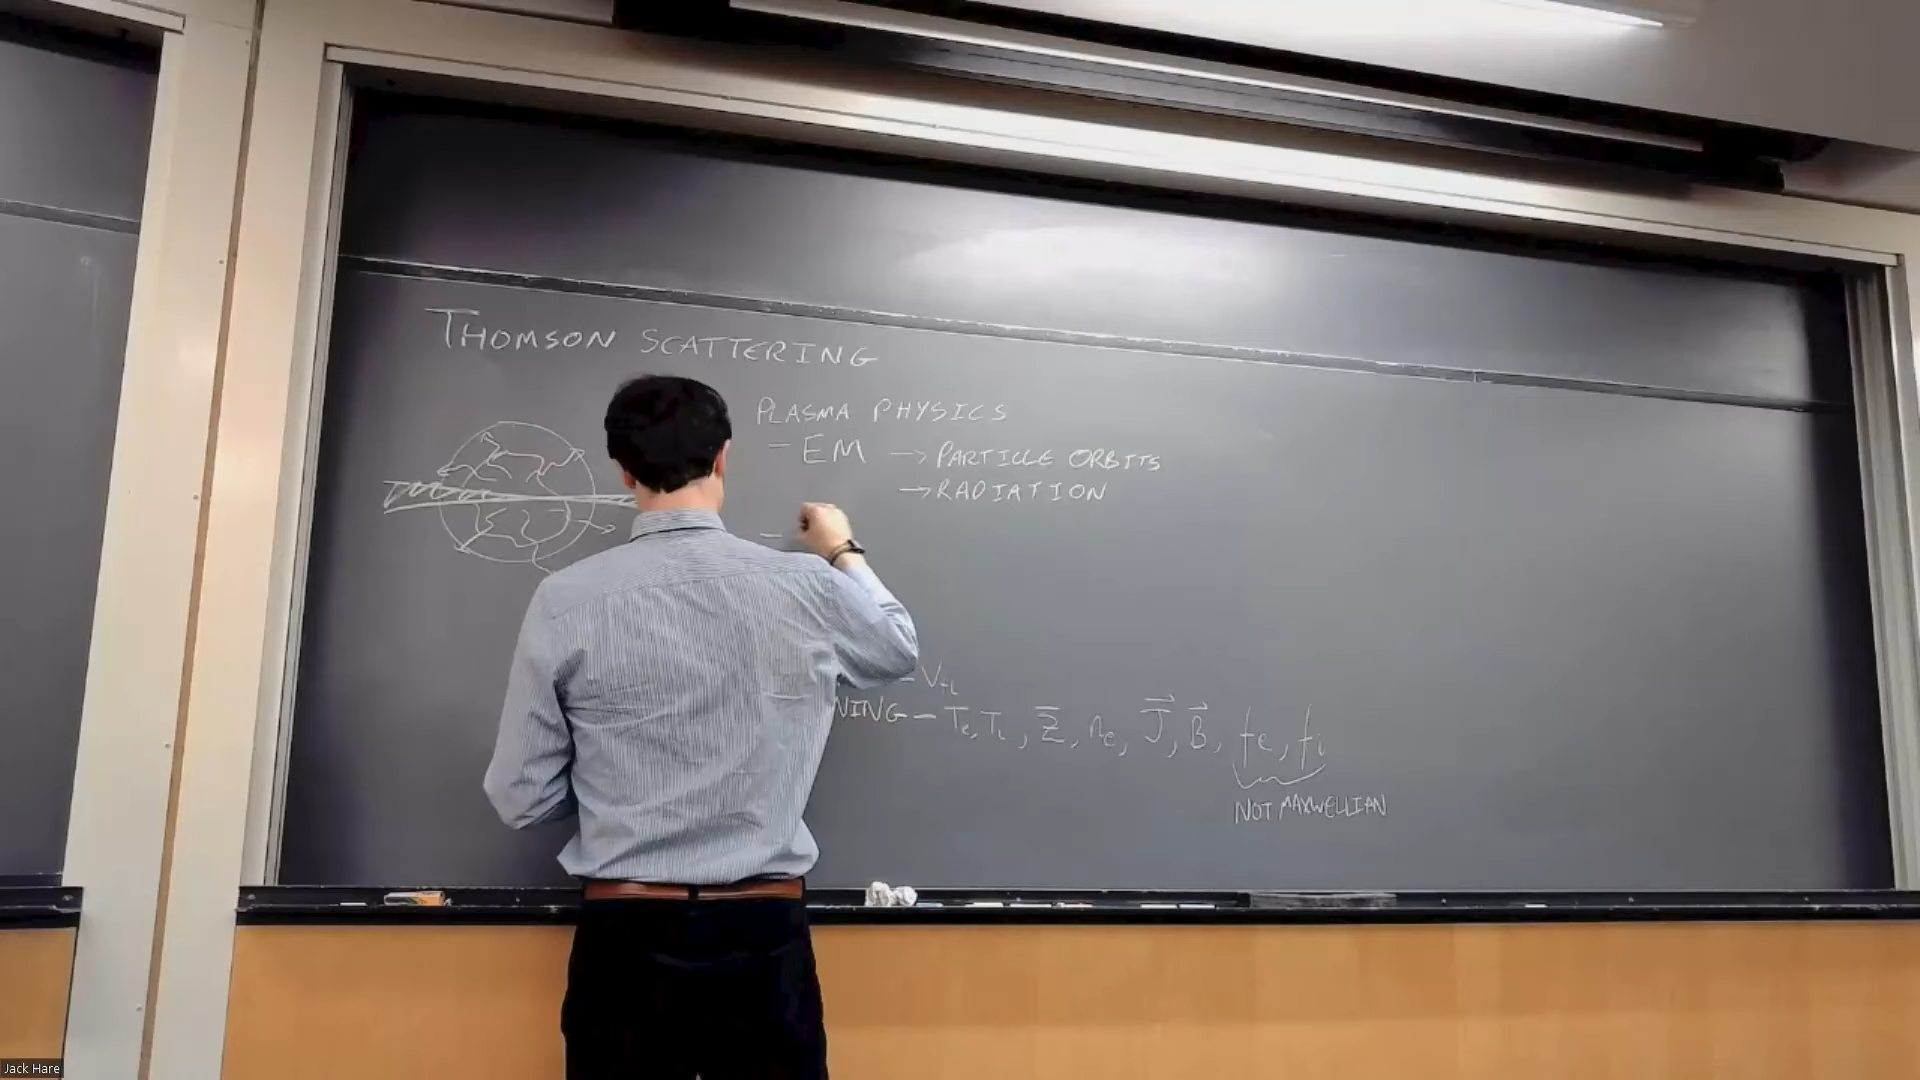 THOMSON SCATTERING
PLASMA PHYSICS
- EM → PARTICLE ORBITS
→ RADIATION
-
- V
NING - Te, Ti, Z̄, ne, J⃗, B⃗, fe, fi
NOT MAXWELLIAN
Jack Hare